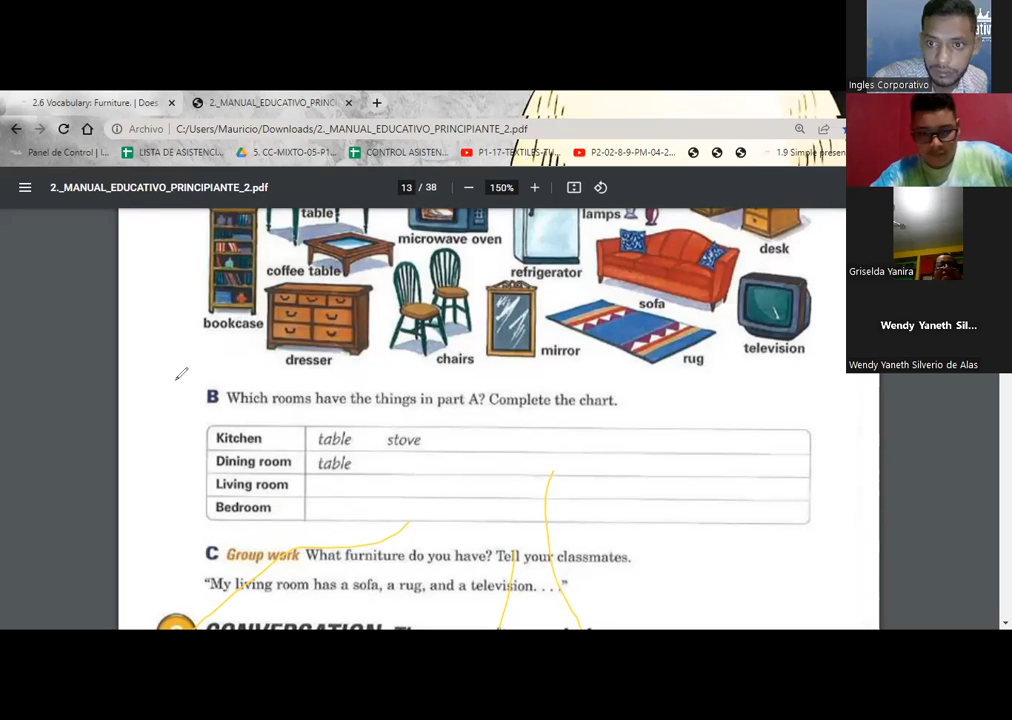 Ingles Corporativo
2.6 Vocabulary: Furniture. | Does
2._MANUAL_EDUCATIVO_PRINC
Archivo
C:/Users/Mauricio/Downloads/2._MANUAL_EDUCATIVO_PRINCIPIANTE_2.pdf
Panel de Control | I...
LISTA DE ASISTENCI...
5. CC-MIXTO-05-P1...
CONTROL ASISTEN...
P2-02-8-9-PM-04-2...
1.9 Simple presen
2._MANUAL_EDUCATIVO_PRINCIPIANTE_2.pdf
13 / 38
150%
table
lamps
microwave oven
desk
coffee table
refrigerator
sofa
bookcase
mirror
television
dresser
chairs
rug
Griselda Yanira
Wendy Yaneth Sil...
Wendy Yaneth Silverio de Alas
B Which rooms have the things in part A? Complete the chart.
Kitchen table stove
Dining room table
Living room
Bedroom
C Group work What furniture do you have? Tell your classmates.
"My living room has a sofa, a rug, and a television. . . ."
CONVERSATION